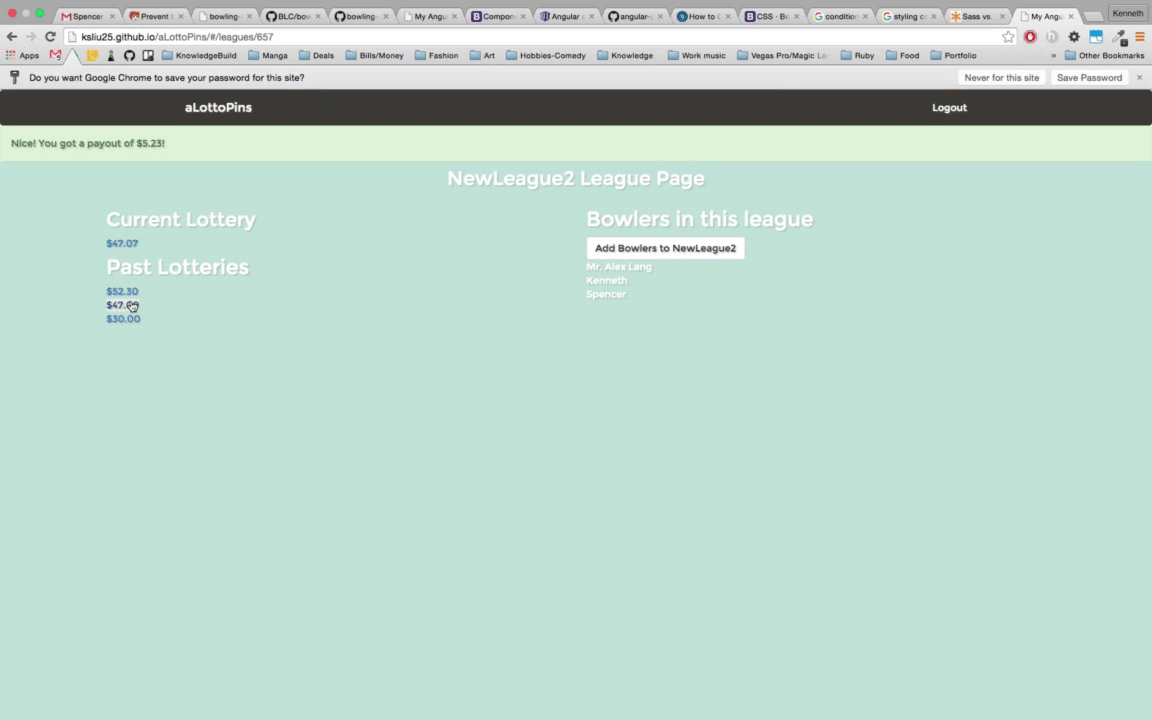 Spencer
Prevent
bowling
BLC/bow
bowling
My Angu
Compon
Angular
angular-
How to
CSS · Bo
conditior
styling c
Sass vs.
My Angu
Kenneth
ksliu25.github.io/aLottoPins/#/leagues/657
Apps
KnowledgeBuild
Manga
Deals
Bills/Money
Fashion
Art
Hobbies-Comedy
Knowledge
Work music
Vegas Pro/Magic
Ruby
Food
Portfolio
» Other Bookmarks
Do you want Google Chrome to save your password for this site?
Never for this site
Save Password
aLottoPins
Logout
Nice! You got a payout of $5.23!
NewLeague2 League Page
Current Lottery
$47.07
Past Lotteries
$52.30
$30.00
Bowlers in this league
Add Bowlers to NewLeague2
Mr. Alex Lang
Kenneth
Spencer